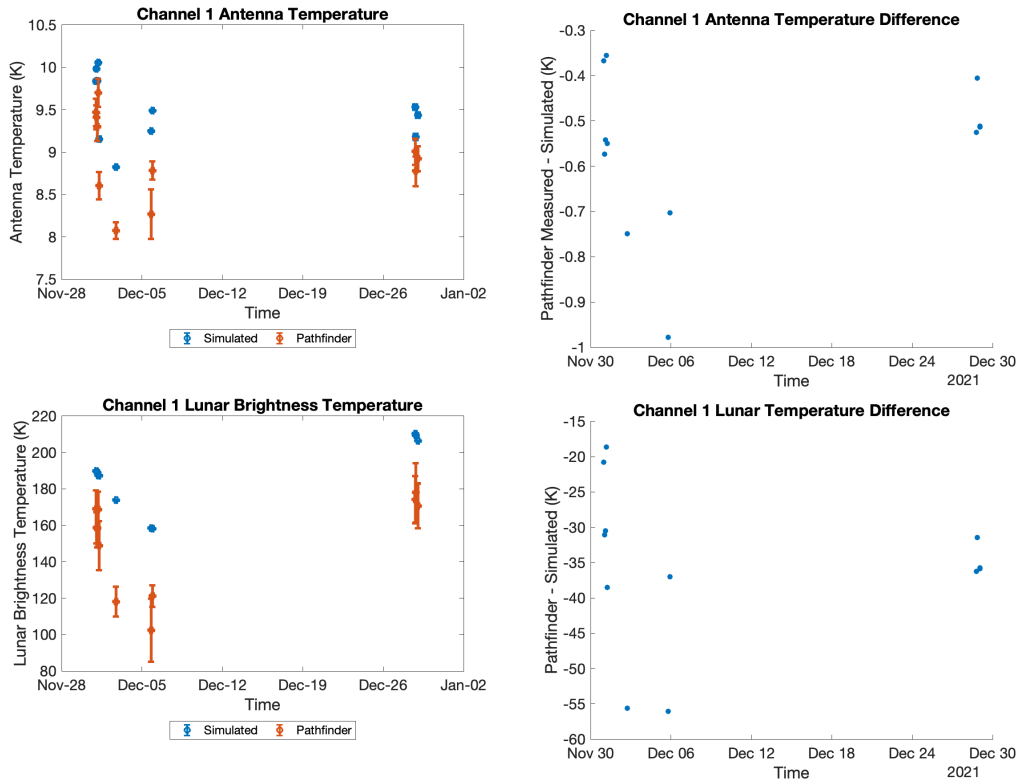 Channel 1 Antenna Temperature
Antenna Temperature (K)
10.5
10
9.5
9
8.5
8
7.5
Nov-28 Dec-05 Dec-12 Dec-19 Dec-26 Jan-02
Time
Simulated Pathfinder
Channel 1 Antenna Temperature Difference
Pathfinder Measured - Simulated (K)
-0.3
-0.4
-0.5
-0.6
-0.7
-0.8
-0.9
-1
Nov 30 Dec 06 Dec 12 Dec 18 Dec 24 Dec 30
Time 2021
Channel 1 Lunar Brightness Temperature
Lunar Brightness Temperature (K)
220
200
180
160
140
120
100
80
Nov-28 Dec-05 Dec-12 Dec-19 Dec-26 Jan-02
Time
Simulated Pathfinder
Channel 1 Lunar Temperature Difference
Pathfinder - Simulated (K)
-15
-20
-25
-30
-35
-40
-45
-50
-55
-60
Nov 30 Dec 06 Dec 12 Dec 18 Dec 24 Dec 30
Time 2021